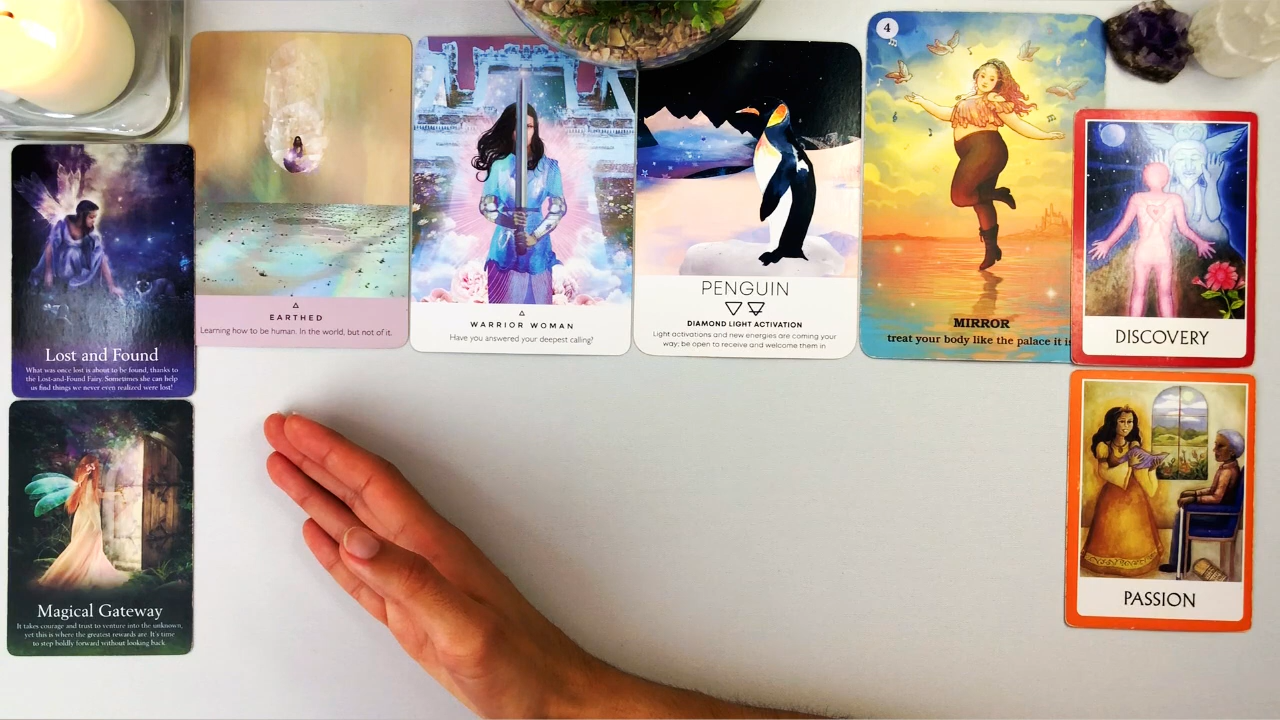 Lost and Found
What was once lost is about to be found, thanks to
the Lost-and-Found Fairy. Sometimes she can help
us find things we never even realized were lost!
Magical Gateway
It takes courage and trust to venture into the unknown,
yet this is where the greatest rewards are. It's time
to step boldly forward without looking back.
EARTHED
Learning how to be human. In the world, but not of it.
WARRIOR WOMAN
Have you answered your deepest calling?
PENGUIN
DIAMOND LIGHT ACTIVATION
Light activations and new energies are coming your
way; be open to receive and welcome them in
4
MIRROR
treat your body like the palace it is
DISCOVERY
PASSION